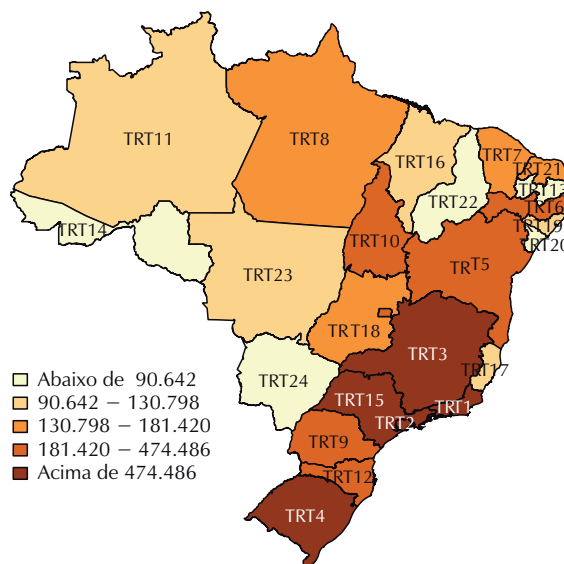 TRT11
TRT8
TRT16
TRT7
TRT21
TRT13
TRT6
TRT19
TRT20
TRT22
TRT14
TRT10
TRT5
TRT23
TRT18
TRT3
TRT17
TRT24
TRT15
TRT1
TRT2
TRT9
TRT12
TRT4
Abaixo de 90.642
90.642 – 130.798
130.798 – 181.420
181.420 – 474.486
Acima de 474.486